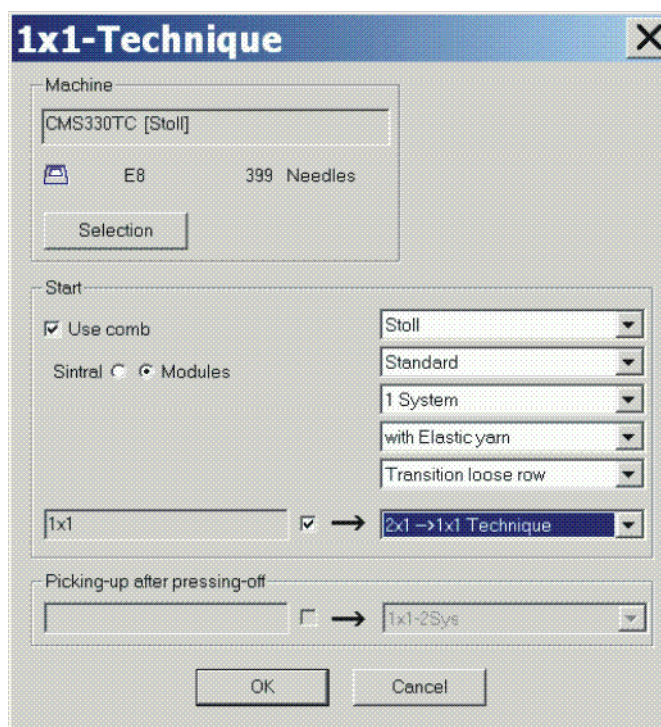 1x1-Technique
Machine
CMS330TC [Stoll]
E8 399 Needles
Selection
Start
Use comb
Stoll
Sintral Modules
Standard
1 System
with Elastic yarn
Transition loose row
1x1
2x1 –>1x1 Technique
Picking-up after pressing-off
1x1-2Sys
OK Cancel